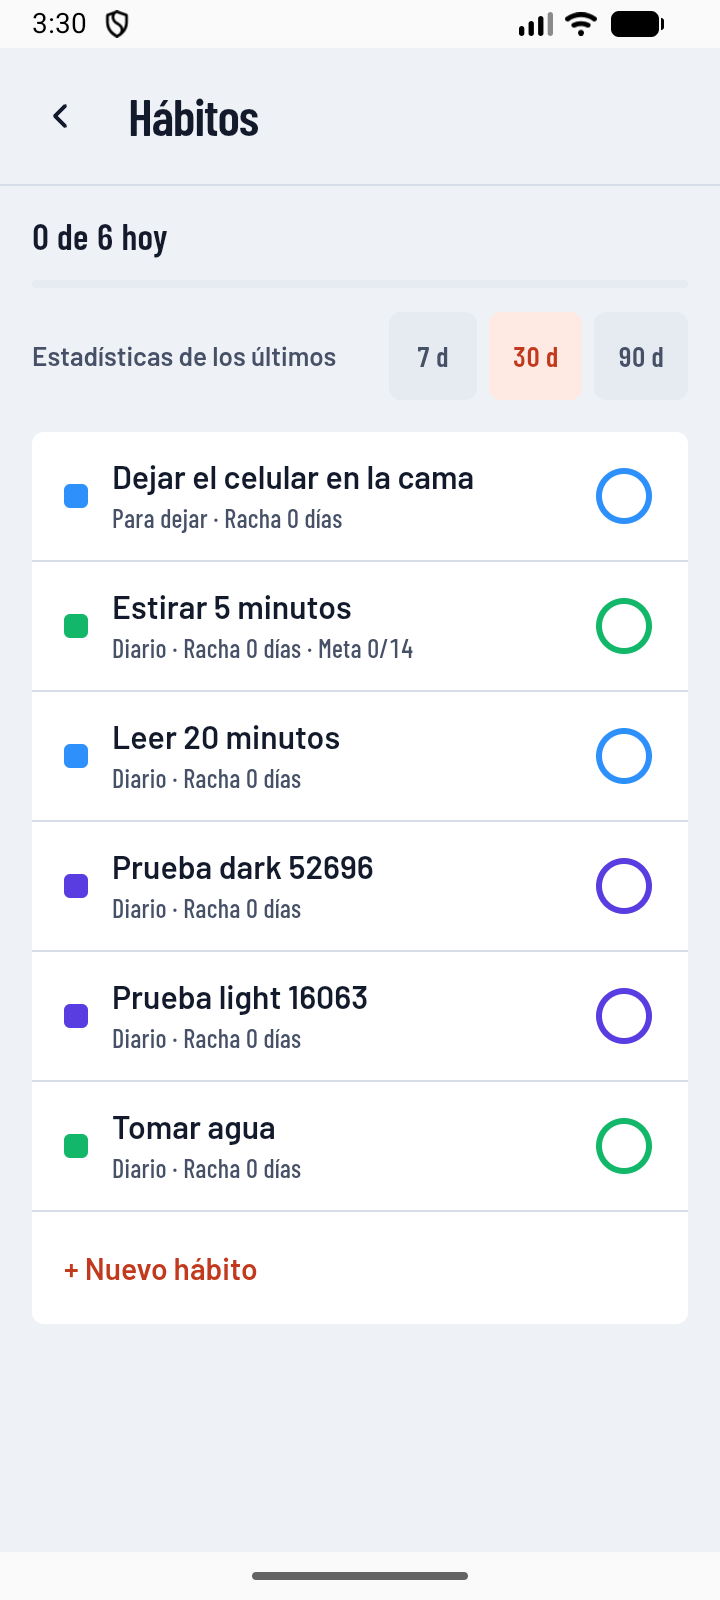 3:30
Hábitos
0 de 6 hoy
Estadísticas de los últimos
7 d
30 d
90 d
Dejar el celular en la cama
Para dejar · Racha 0 días
Estirar 5 minutos
Diario · Racha 0 días · Meta 0/14
Leer 20 minutos
Diario · Racha 0 días
Prueba dark 52696
Diario · Racha 0 días
Prueba light 16063
Diario · Racha 0 días
Tomar agua
Diario · Racha 0 días
+ Nuevo hábito